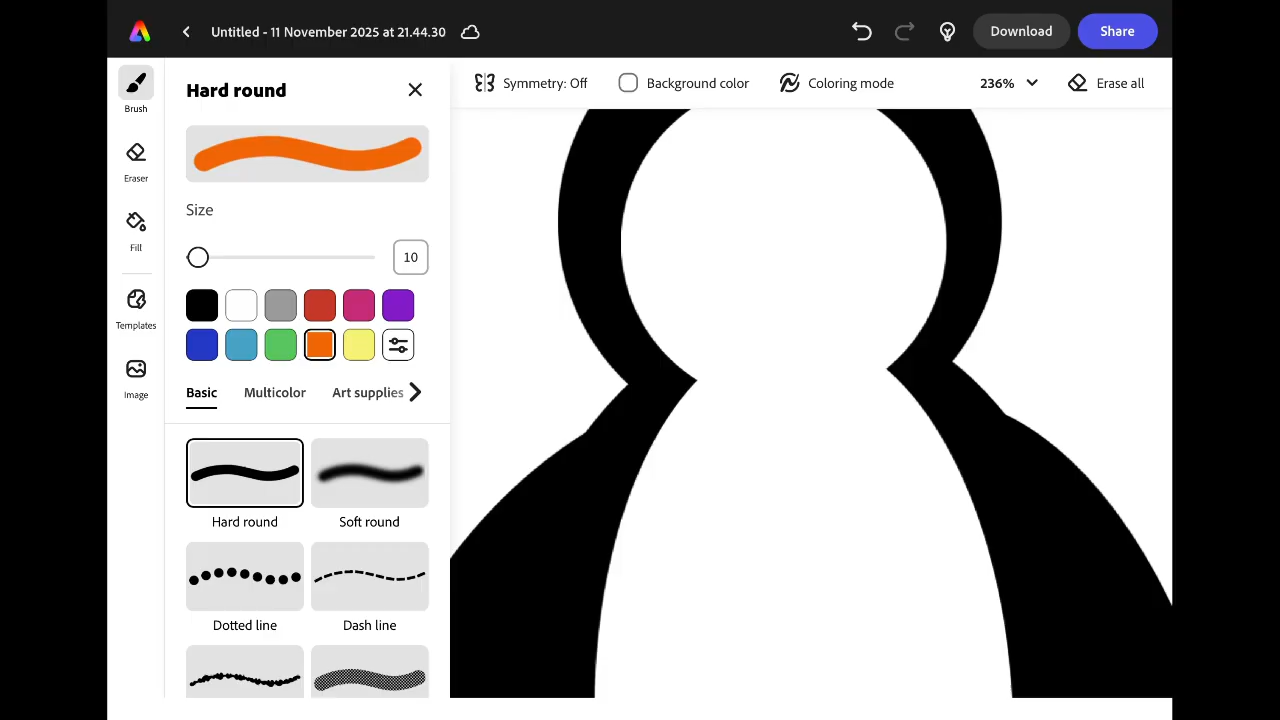 Untitled - 11 November 2025 at 21.44.30
Download
Share
Brush
Eraser
Fill
Templates
Image
Hard round
Size
10
Basic
Multicolor
Art supplies
Hard round
Soft round
Dotted line
Dash line
Symmetry: Off
Background color
Coloring mode
236%
Erase all